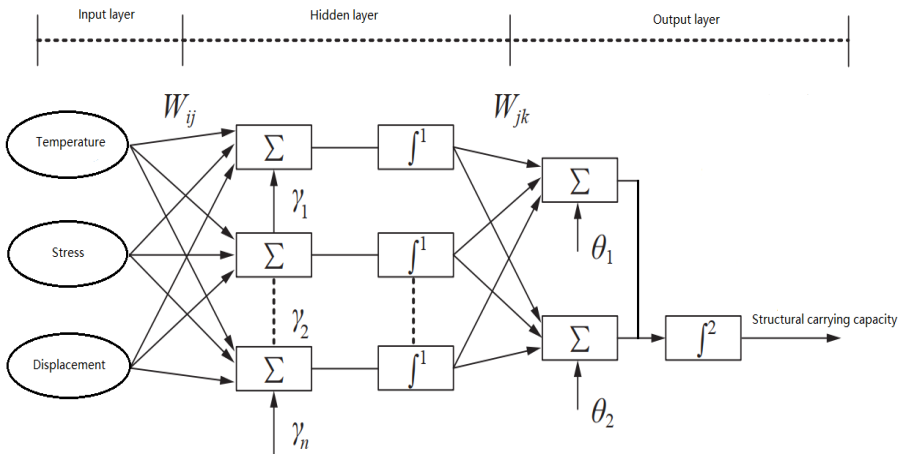 Input layer
Hidden layer
Output layer
W_ij
W_jk
Temperature
Σ
∫¹
Σ
γ₁
θ₁
Stress
Σ
∫¹
γ₂
Structural carrying capacity
Σ
∫²
Displacement
Σ
∫¹
θ₂
γₙ